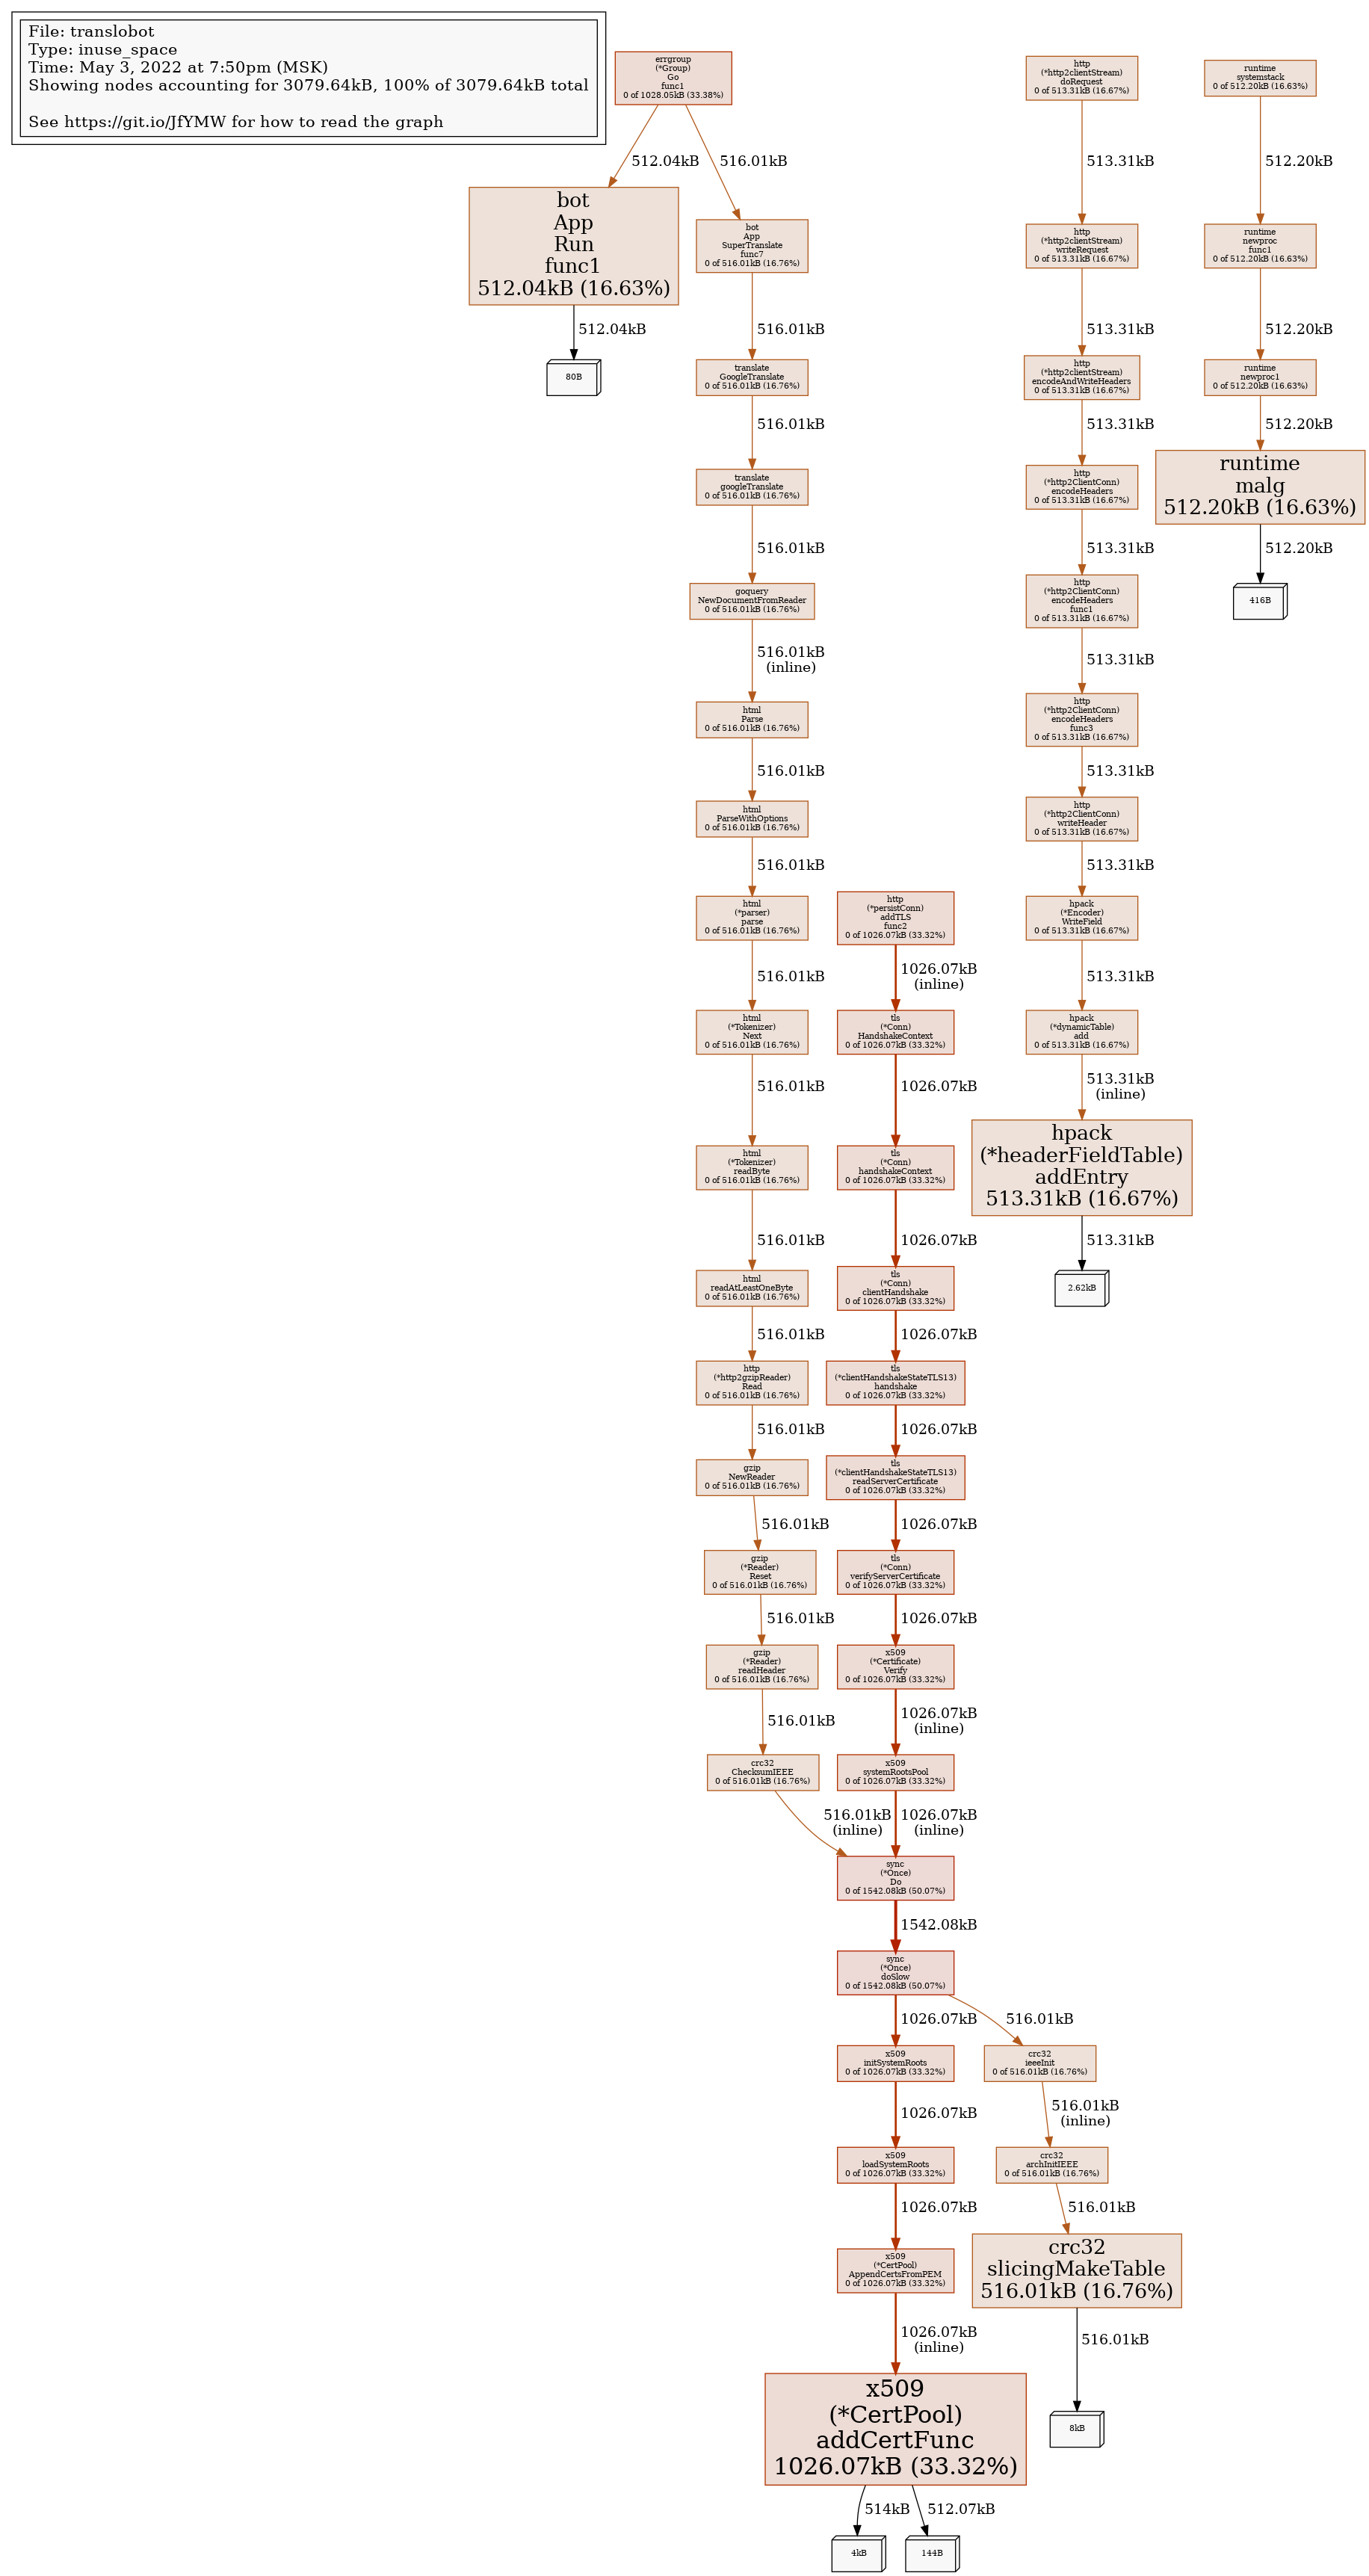 File: translobot
Type: inuse_space
Time: May 3, 2022 at 7:50pm (MSK)
Showing nodes accounting for 3079.64kB, 100% of 3079.64kB total
See https://git.io/JfYMW for how to read the graph
errgroup
(*Group)
Go
func1
0 of 1028.05kB (33.38%)
512.04kB
516.01kB
bot
App
Run
func1
512.04kB (16.63%)
512.04kB
80B
bot
App
SuperTranslate
func7
0 of 516.01kB (16.76%)
516.01kB
translate
GoogleTranslate
0 of 516.01kB (16.76%)
516.01kB
translate
googleTranslate
0 of 516.01kB (16.76%)
516.01kB
goquery
NewDocumentFromReader
0 of 516.01kB (16.76%)
516.01kB
(inline)
html
Parse
0 of 516.01kB (16.76%)
516.01kB
html
ParseWithOptions
0 of 516.01kB (16.76%)
516.01kB
html
(*parser)
parse
0 of 516.01kB (16.76%)
516.01kB
html
(*Tokenizer)
Next
0 of 516.01kB (16.76%)
516.01kB
html
(*Tokenizer)
readByte
0 of 516.01kB (16.76%)
516.01kB
html
readAtLeastOneByte
0 of 516.01kB (16.76%)
516.01kB
http
(*http2gzipReader)
Read
0 of 516.01kB (16.76%)
516.01kB
gzip
NewReader
0 of 516.01kB (16.76%)
516.01kB
gzip
(*Reader)
Reset
0 of 516.01kB (16.76%)
516.01kB
gzip
(*Reader)
readHeader
0 of 516.01kB (16.76%)
516.01kB
crc32
ChecksumIEEE
0 of 516.01kB (16.76%)
516.01kB
(inline)
http
(*persistConn)
addTLS
func2
0 of 1026.07kB (33.32%)
1026.07kB
(inline)
tls
(*Conn)
HandshakeContext
0 of 1026.07kB (33.32%)
1026.07kB
tls
(*Conn)
handshakeContext
0 of 1026.07kB (33.32%)
1026.07kB
tls
(*Conn)
clientHandshake
0 of 1026.07kB (33.32%)
1026.07kB
tls
(*clientHandshakeStateTLS13)
handshake
0 of 1026.07kB (33.32%)
1026.07kB
tls
(*clientHandshakeStateTLS13)
readServerCertificate
0 of 1026.07kB (33.32%)
1026.07kB
tls
(*Conn)
verifyServerCertificate
0 of 1026.07kB (33.32%)
1026.07kB
x509
(*Certificate)
Verify
0 of 1026.07kB (33.32%)
1026.07kB
(inline)
x509
systemRootsPool
0 of 1026.07kB (33.32%)
1026.07kB
(inline)
sync
(*Once)
Do
0 of 1542.08kB (50.07%)
1542.08kB
sync
(*Once)
doSlow
0 of 1542.08kB (50.07%)
1026.07kB
516.01kB
x509
initSystemRoots
0 of 1026.07kB (33.32%)
1026.07kB
x509
loadSystemRoots
0 of 1026.07kB (33.32%)
1026.07kB
x509
(*CertPool)
AppendCertsFromPEM
0 of 1026.07kB (33.32%)
1026.07kB
(inline)
x509
(*CertPool)
addCertFunc
1026.07kB (33.32%)
514kB
512.07kB
4kB
144B
crc32
ieeeInit
0 of 516.01kB (16.76%)
516.01kB
(inline)
crc32
archInitIEEE
0 of 516.01kB (16.76%)
516.01kB
crc32
slicingMakeTable
516.01kB (16.76%)
516.01kB
8kB
http
(*http2clientStream)
doRequest
0 of 513.31kB (16.67%)
513.31kB
http
(*http2clientStream)
writeRequest
0 of 513.31kB (16.67%)
513.31kB
http
(*http2clientStream)
encodeAndWriteHeaders
0 of 513.31kB (16.67%)
513.31kB
http
(*http2ClientConn)
encodeHeaders
0 of 513.31kB (16.67%)
513.31kB
http
(*http2ClientConn)
encodeHeaders
func1
0 of 513.31kB (16.67%)
513.31kB
http
(*http2ClientConn)
encodeHeaders
func3
0 of 513.31kB (16.67%)
513.31kB
http
(*http2ClientConn)
writeHeader
0 of 513.31kB (16.67%)
513.31kB
hpack
(*Encoder)
WriteField
0 of 513.31kB (16.67%)
513.31kB
hpack
(*dynamicTable)
add
0 of 513.31kB (16.67%)
513.31kB
(inline)
hpack
(*headerFieldTable)
addEntry
513.31kB (16.67%)
513.31kB
2.62kB
runtime
systemstack
0 of 512.20kB (16.63%)
512.20kB
runtime
newproc
func1
0 of 512.20kB (16.63%)
512.20kB
runtime
newproc1
0 of 512.20kB (16.63%)
512.20kB
runtime
malg
512.20kB (16.63%)
512.20kB
416B